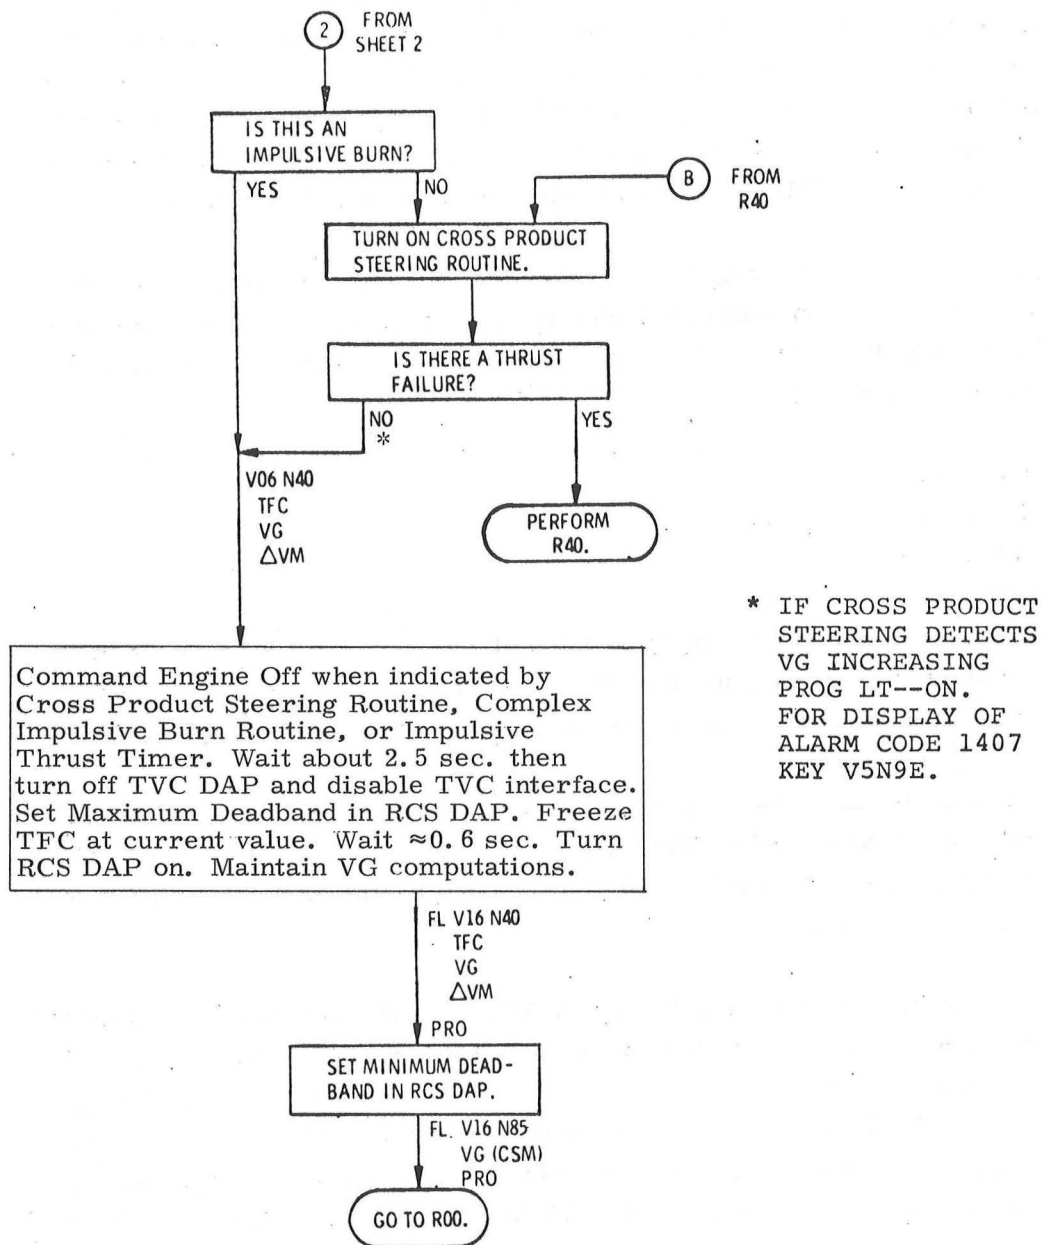 2
FROM
SHEET 2
IS THIS AN
IMPULSIVE BURN?
YES
NO
B
FROM
R40
TURN ON CROSS PRODUCT
STEERING ROUTINE.
IS THERE A THRUST
FAILURE?
NO
*
YES
V06 N40
TFC
VG
△VM
PERFORM
R40.
* IF CROSS PRODUCT
STEERING DETECTS
VG INCREASING
PROG LT--ON.
FOR DISPLAY OF
ALARM CODE 1407
KEY V5N9E.
Command Engine Off when indicated by
Cross Product Steering Routine, Complex
Impulsive Burn Routine, or Impulsive
Thrust Timer. Wait about 2.5 sec. then
turn off TVC DAP and disable TVC interface.
Set Maximum Deadband in RCS DAP. Freeze
TFC at current value. Wait ≈0.6 sec. Turn
RCS DAP on. Maintain VG computations.
FL V16 N40
TFC
VG
△VM
PRO
SET MINIMUM DEAD-
BAND IN RCS DAP.
FL. V16 N85
VG (CSM)
PRO
GO TO R00.